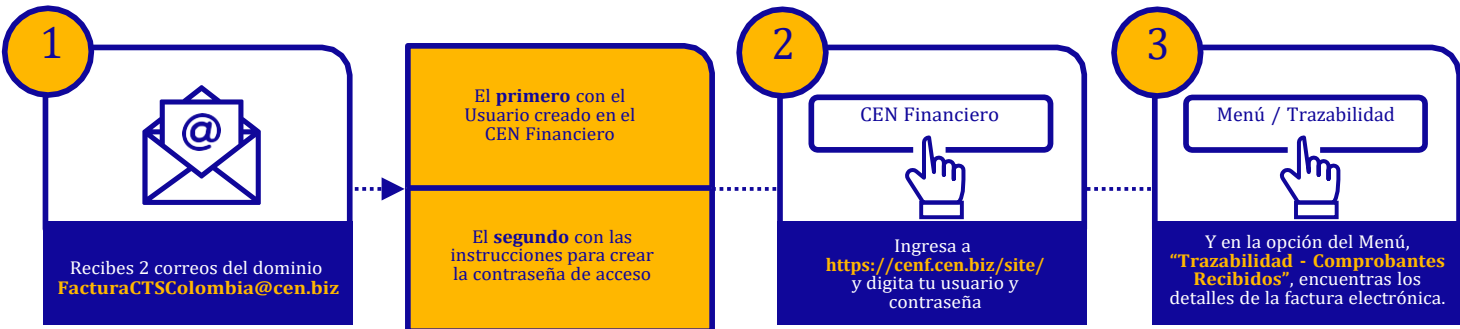 1
@
Recibes 2 correos del dominio
FacturaCTSColombia@cen.biz
El primero con el
Usuario creado en el
CEN Financiero
El segundo con las
instrucciones para crear
la contraseña de acceso
2
CEN Financiero
Ingresa a
https://cenf.cen.biz/site/
y digita tu usuario y
contraseña
3
Menú / Trazabilidad
Y en la opción del Menú,
“Trazabilidad - Comprobantes
Recibidos”, encuentras los
detalles de la factura electrónica.